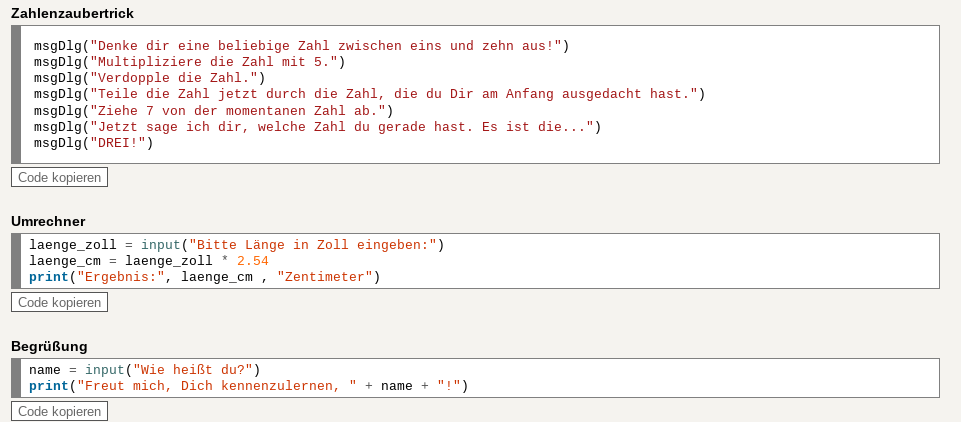 Zahlenzaubertrick
msgDlg("Denke dir eine beliebige Zahl zwischen eins und zehn aus!")
msgDlg("Multipliziere die Zahl mit 5.")
msgDlg("Verdopple die Zahl.")
msgDlg("Teile die Zahl jetzt durch die Zahl, die du Dir am Anfang ausgedacht hast.")
msgDlg("Ziehe 7 von der momentanen Zahl ab.")
msgDlg("Jetzt sage ich dir, welche Zahl du gerade hast. Es ist die...")
msgDlg("DREI!")
Code kopieren
Umrechner
laenge_zoll = input("Bitte Länge in Zoll eingeben:")
laenge_cm = laenge_zoll * 2.54
print("Ergebnis:", laenge_cm , "Zentimeter")
Code kopieren
Begrüßung
name = input("Wie heißt du?")
print("Freut mich, Dich kennenzulernen, " + name + "!")
Code kopieren